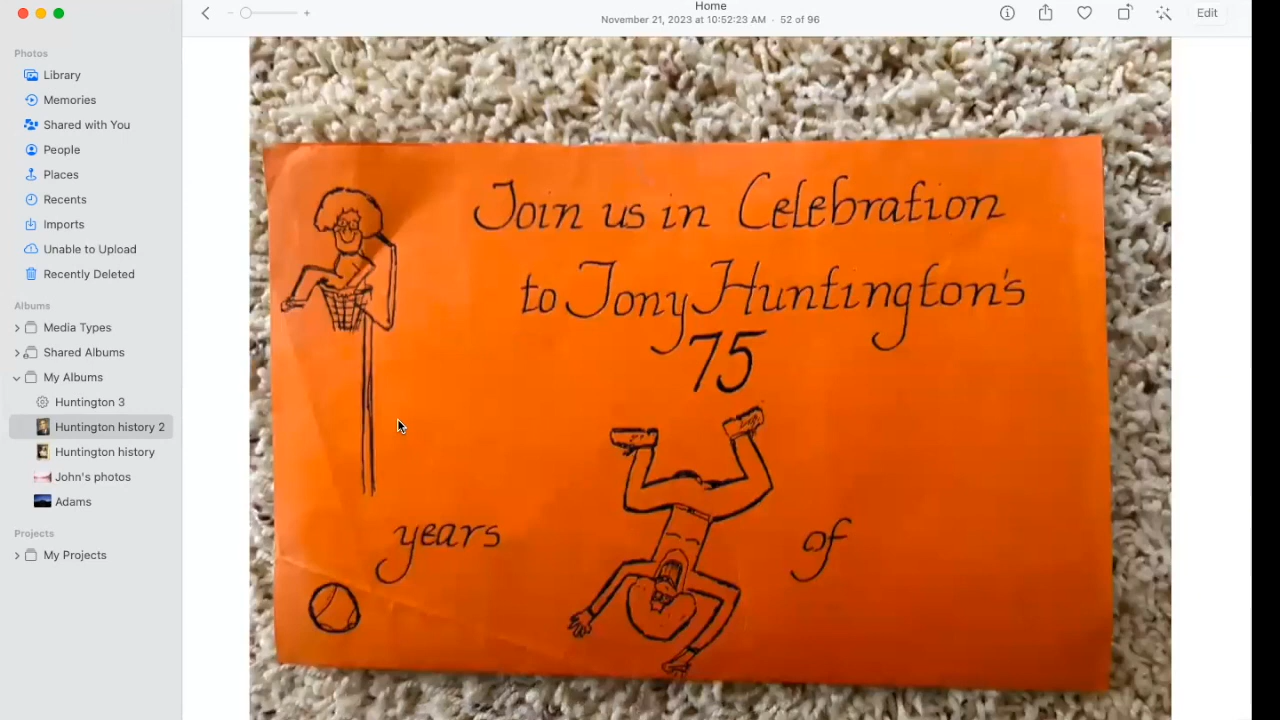 Home
November 21, 2023 at 10:52:23 AM · 52 of 96
Edit
Photos
Library
Memories
Shared with You
People
Places
Recents
Imports
Unable to Upload
Recently Deleted
Albums
Media Types
Shared Albums
My Albums
Huntington 3
Huntington history 2
Huntington history
John's photos
Adams
Projects
My Projects
Join us in Celebration
to Tony Huntington's
75
years of